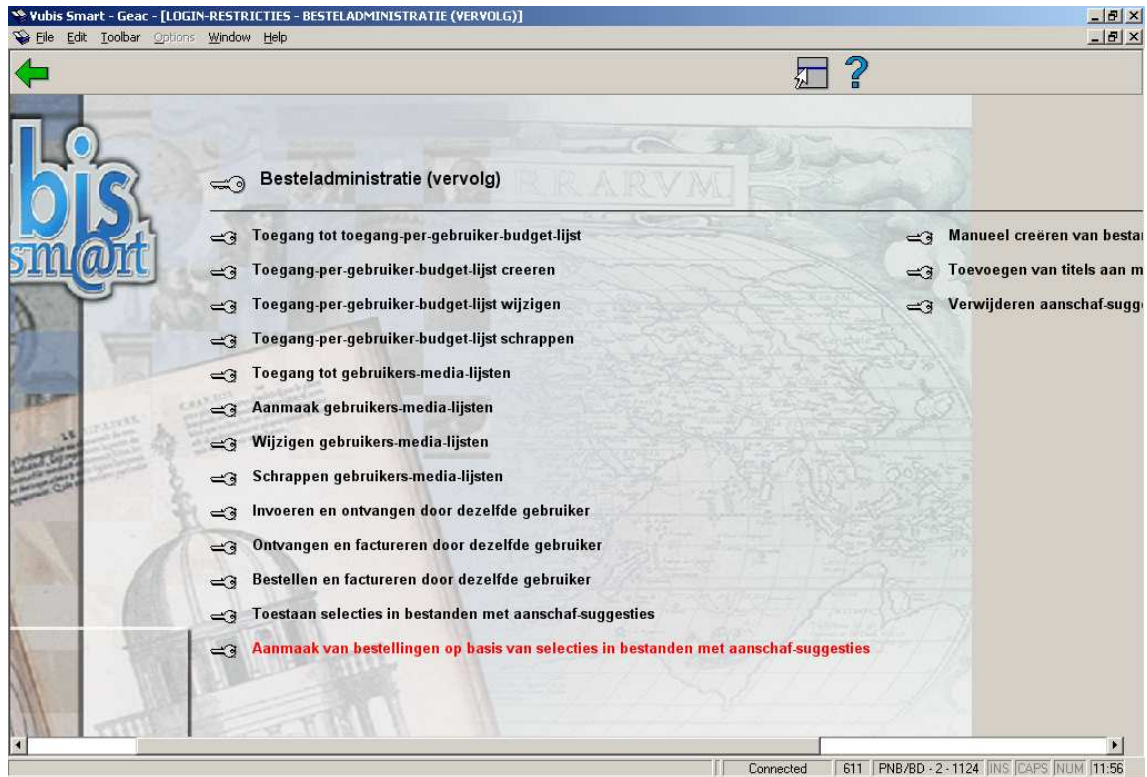 Vubis Smart - Geac - [LOGIN-RESTRICTIES - BESTELADMINISTRATIE (VERVOLG)]
File Edit Toolbar Options Window Help
?
bis
sm@rt
RARVM
Besteladministratie (vervolg)
Toegang tot toegang-per-gebruiker-budget-lijst
Toegang-per-gebruiker-budget-lijst creeren
Toegang-per-gebruiker-budget-lijst wijzigen
Toegang-per-gebruiker-budget-lijst schrappen
Toegang tot gebruikers-media-lijsten
Aanmaak gebruikers-media-lijsten
Wijzigen gebruikers-media-lijsten
Schrappen gebruikers-media-lijsten
Invoeren en ontvangen door dezelfde gebruiker
Ontvangen en factureren door dezelfde gebruiker
Bestellen en factureren door dezelfde gebruiker
Toestaan selecties in bestanden met aanschaf-suggesties
Aanmaak van bestellingen op basis van selecties in bestanden met aanschaf-suggesties
Manueel creëren van besta
Toevoegen van titels aan m
Verwijderen aanschaf-sugg
Connected 611 PNB/BD - 2 - 1124 INS CAPS NUM 11:56